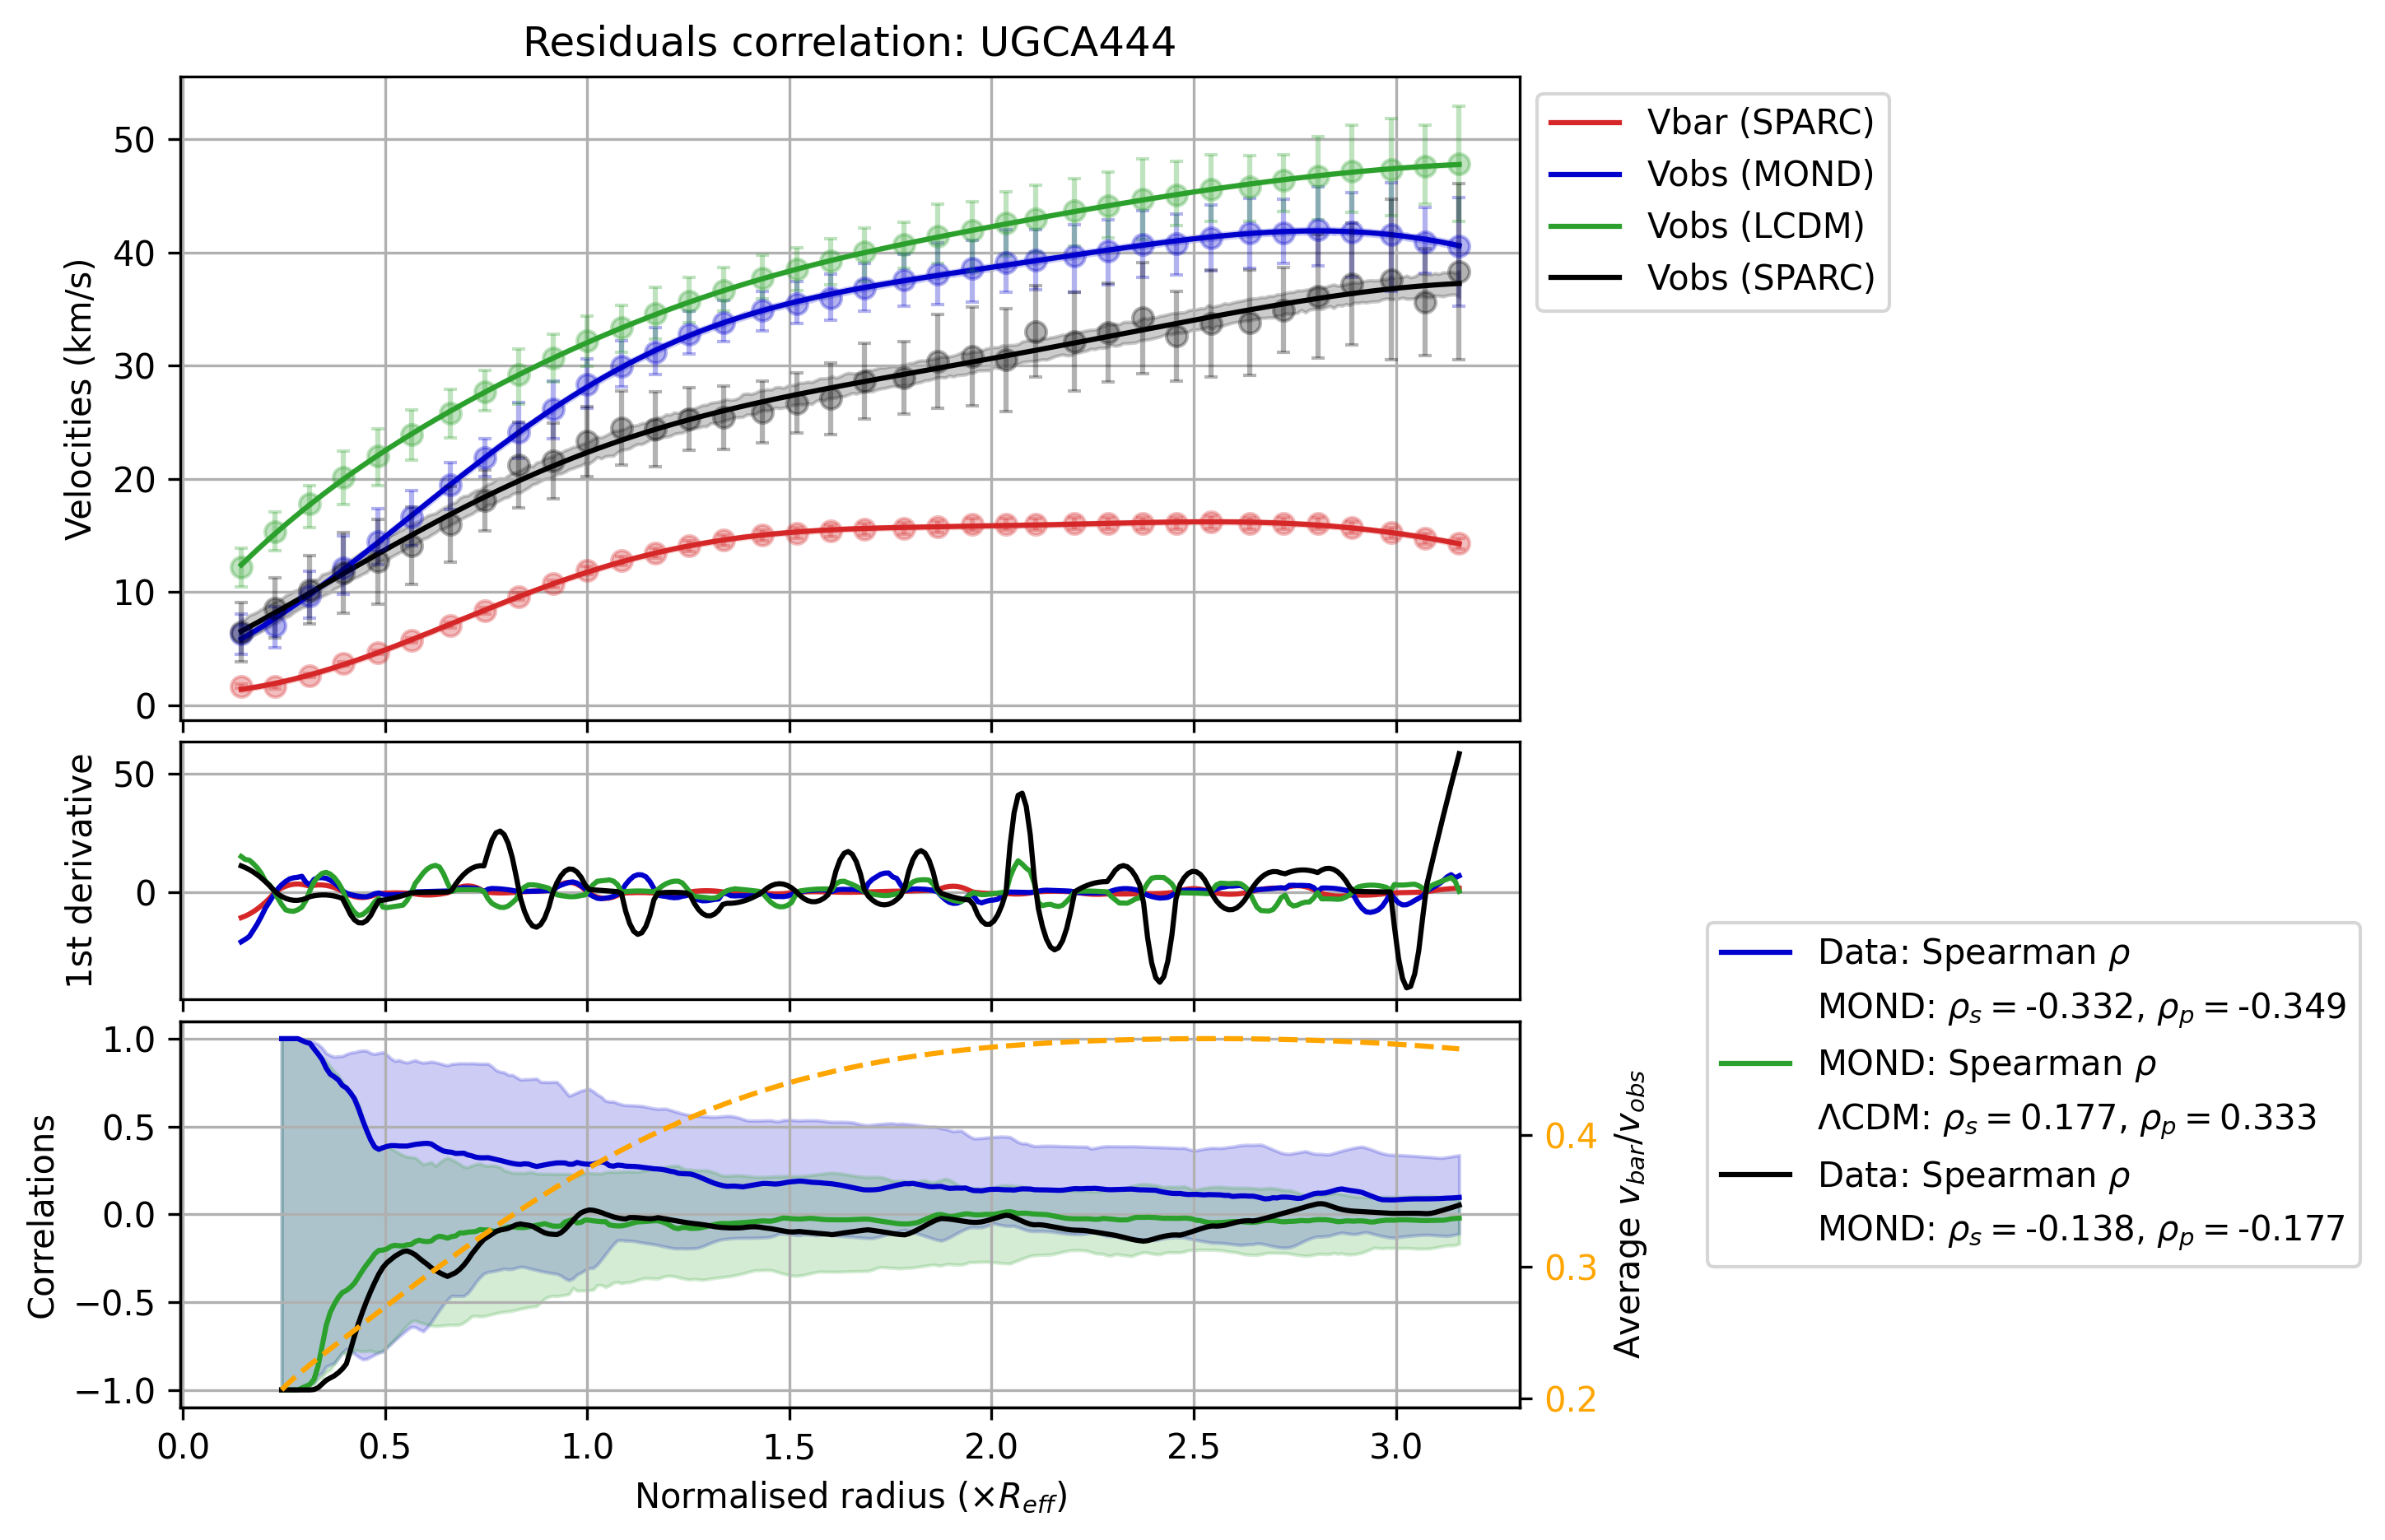 Residuals correlation: UGCA444
Velocities (km/s)
50
40
30
20
10
0
Vbar (SPARC)
Vobs (MOND)
Vobs (LCDM)
Vobs (SPARC)
1st derivative
50
0
Correlations
1.0
0.5
0.0
−0.5
−1.0
0.4
0.3
0.2
Average v_bar/v_obs
Data: Spearman ρ
MOND: ρ_s = -0.332, ρ_p = -0.349
MOND: Spearman ρ
ΛCDM: ρ_s = 0.177, ρ_p = 0.333
Data: Spearman ρ
MOND: ρ_s = -0.138, ρ_p = -0.177
0.0 0.5 1.0 1.5 2.0 2.5 3.0
Normalised radius (×R_eff)